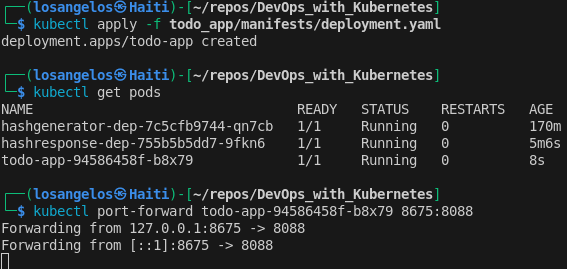 ┌──(losangelos㉿Haiti)-[~/repos/DevOps_with_Kubernetes]
└─$ kubectl apply -f todo_app/manifests/deployment.yaml
deployment.apps/todo-app created
┌──(losangelos㉿Haiti)-[~/repos/DevOps_with_Kubernetes]
└─$ kubectl get pods
NAME READY STATUS RESTARTS AGE
hashgenerator-dep-7c5cfb9744-qn7cb 1/1 Running 0 170m
hashresponse-dep-755b5b5dd7-9fkn6 1/1 Running 0 5m6s
todo-app-94586458f-b8x79 1/1 Running 0 8s
┌──(losangelos㉿Haiti)-[~/repos/DevOps_with_Kubernetes]
└─$ kubectl port-forward todo-app-94586458f-b8x79 8675:8088
Forwarding from 127.0.0.1:8675 -> 8088
Forwarding from [::1]:8675 -> 8088